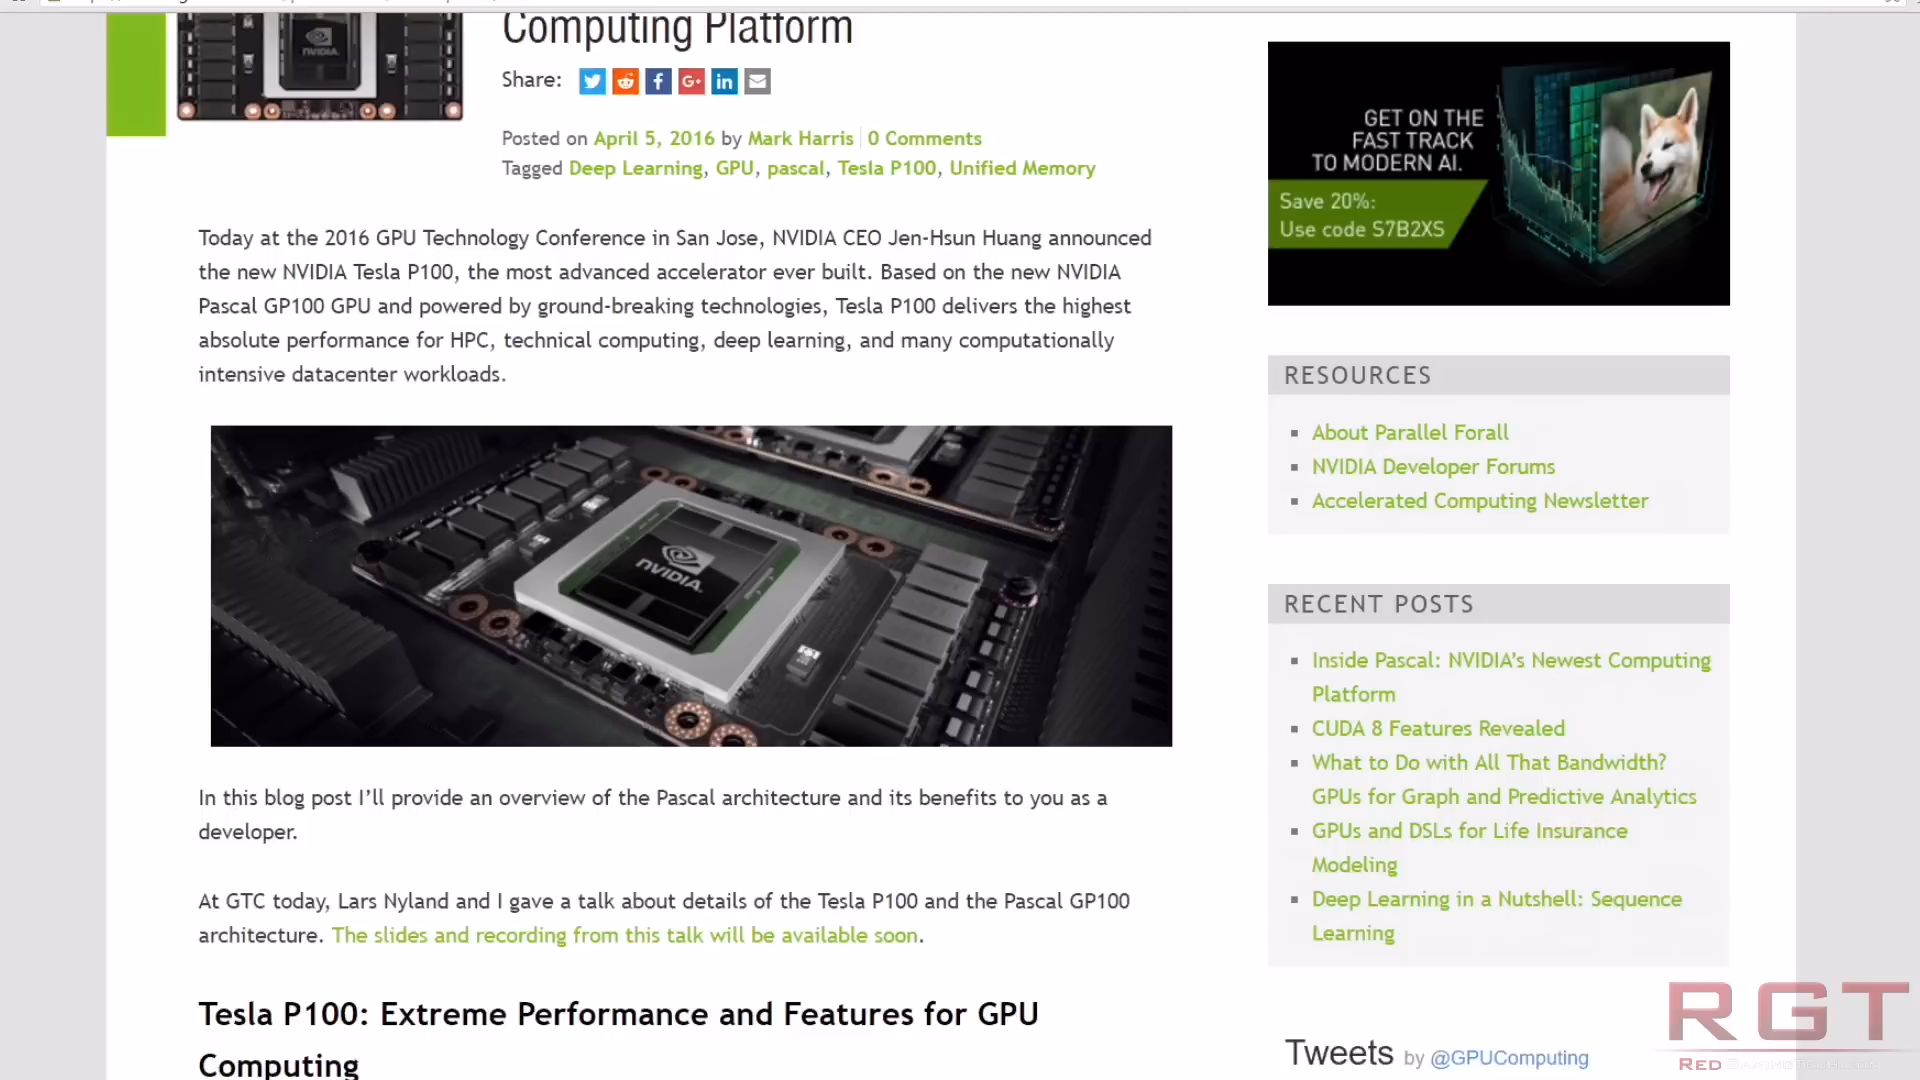 Computing Platform
Share:
Posted on April 5, 2016 by Mark Harris 0 Comments
Tagged Deep Learning, GPU, pascal, Tesla P100, Unified Memory
Today at the 2016 GPU Technology Conference in San Jose, NVIDIA CEO Jen-Hsun Huang announced
the new NVIDIA Tesla P100, the most advanced accelerator ever built. Based on the new NVIDIA
Pascal GP100 GPU and powered by ground-breaking technologies, Tesla P100 delivers the highest
absolute performance for HPC, technical computing, deep learning, and many computationally
intensive datacenter workloads.
NVIDIA
NVIDIA.
In this blog post I’ll provide an overview of the Pascal architecture and its benefits to you as a
developer.
At GTC today, Lars Nyland and I gave a talk about details of the Tesla P100 and the Pascal GP100
architecture. The slides and recording from this talk will be available soon.
Tesla P100: Extreme Performance and Features for GPU
Computing
GET ON THE
FAST TRACK
TO MODERN AI.
Save 20%:
Use code S7B2XS
RESOURCES
About Parallel Forall
NVIDIA Developer Forums
Accelerated Computing Newsletter
RECENT POSTS
Inside Pascal: NVIDIA’s Newest Computing
Platform
CUDA 8 Features Revealed
What to Do with All That Bandwidth?
GPUs for Graph and Predictive Analytics
GPUs and DSLs for Life Insurance
Modeling
Deep Learning in a Nutshell: Sequence
Learning
Tweets by @GPUComputing
RGT
RED